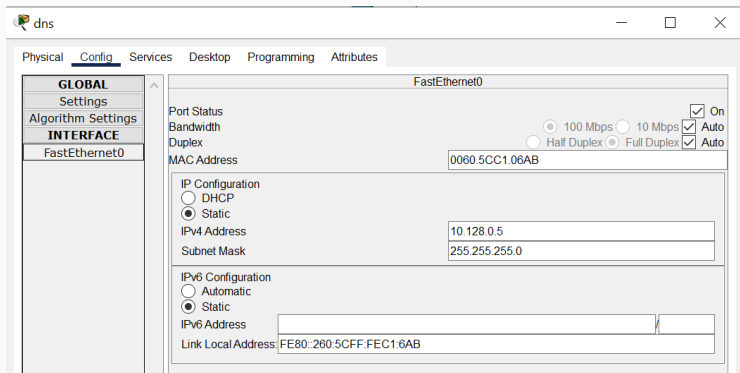 dns
Physical Config Services Desktop Programming Attributes
GLOBAL
Settings
Algorithm Settings
INTERFACE
FastEthernet0
FastEthernet0
Port Status On
Bandwidth 100 Mbps 10 Mbps Auto
Duplex Half Duplex Full Duplex Auto
MAC Address 0060.5CC1.06AB
IP Configuration
DHCP
Static
IPv4 Address 10.128.0.5
Subnet Mask 255.255.255.0
IPv6 Configuration
Automatic
Static
IPv6 Address /
Link Local Address: FE80::260:5CFF:FEC1:6AB